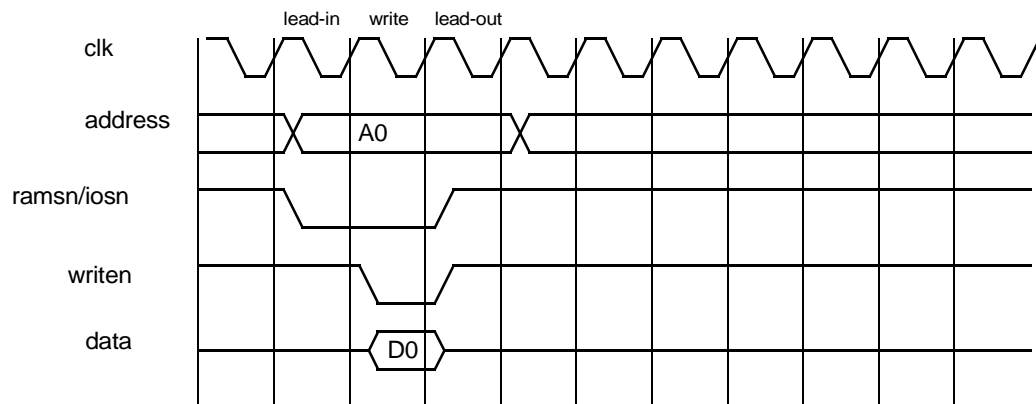 lead-in write lead-out
clk
address
A0
ramsn/iosn
writen
data
D0